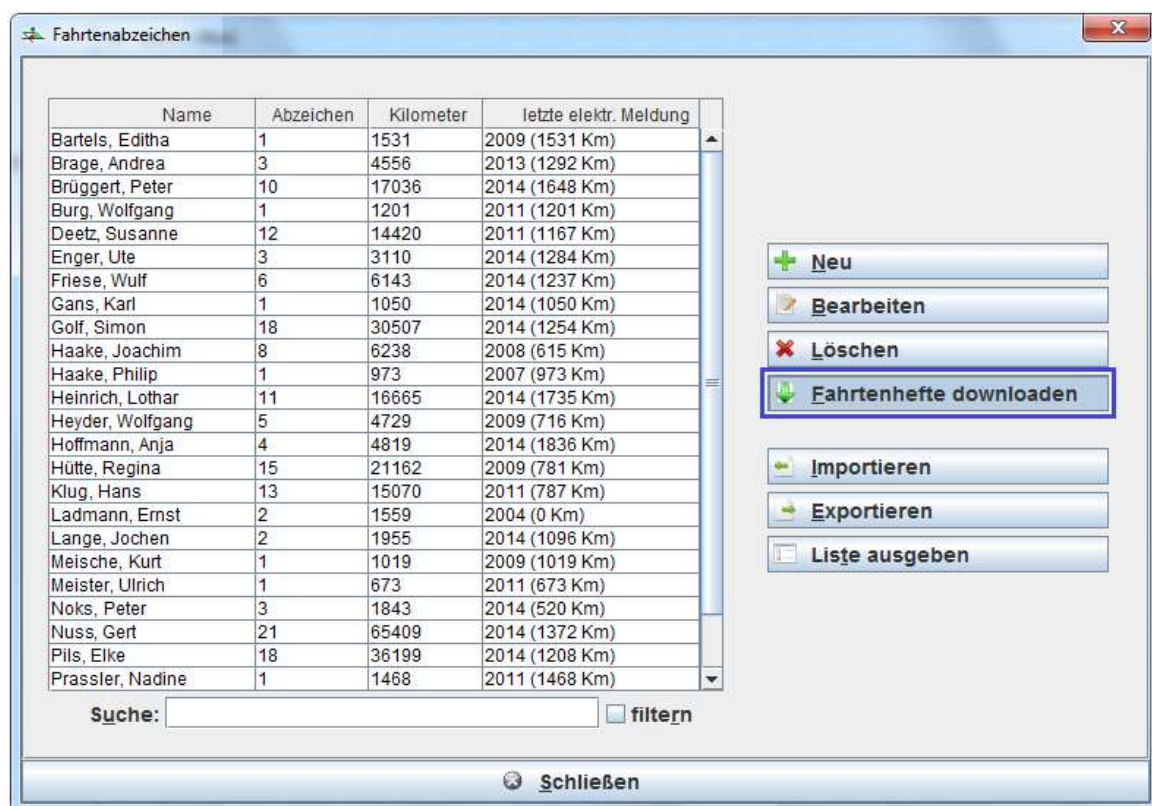 Fahrtenabzeichen
Name Abzeichen Kilometer letzte elektr. Meldung
Bartels, Editha 1 1531 2009 (1531 Km)
Brage, Andrea 3 4556 2013 (1292 Km)
Brüggert, Peter 10 17036 2014 (1648 Km)
Burg, Wolfgang 1 1201 2011 (1201 Km)
Deetz, Susanne 12 14420 2011 (1167 Km)
Enger, Ute 3 3110 2014 (1284 Km)
Friese, Wulf 6 6143 2014 (1237 Km)
Gans, Karl 1 1050 2014 (1050 Km)
Golf, Simon 18 30507 2014 (1254 Km)
Haake, Joachim 8 6238 2008 (615 Km)
Haake, Philip 1 973 2007 (973 Km)
Heinrich, Lothar 11 16665 2014 (1735 Km)
Heyder, Wolfgang 5 4729 2009 (716 Km)
Hoffmann, Anja 4 4819 2014 (1836 Km)
Hütte, Regina 15 21162 2009 (781 Km)
Klug, Hans 13 15070 2011 (787 Km)
Ladmann, Ernst 2 1559 2004 (0 Km)
Lange, Jochen 2 1955 2014 (1096 Km)
Meische, Kurt 1 1019 2009 (1019 Km)
Meister, Ulrich 1 673 2011 (673 Km)
Noks, Peter 3 1843 2014 (520 Km)
Nuss, Gert 21 65409 2014 (1372 Km)
Pils, Elke 18 36199 2014 (1208 Km)
Prassler, Nadine 1 1468 2011 (1468 Km)
Suche: filtern
Neu
Bearbeiten
Löschen
Fahrtenhefte downloaden
Importieren
Exportieren
Liste ausgeben
Schließen